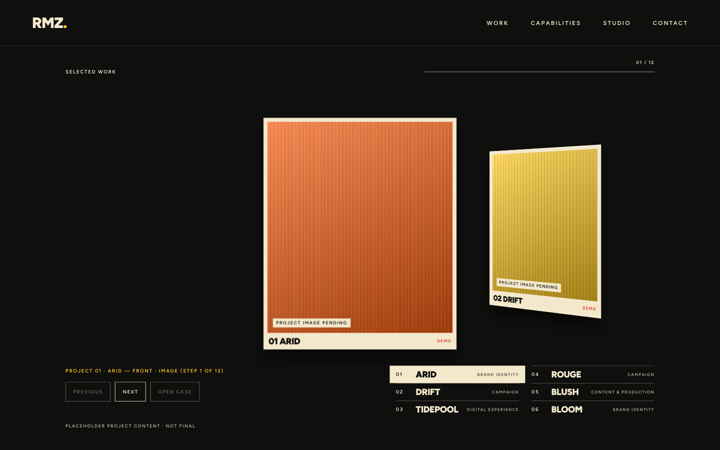 RMZ.
WORK CAPABILITIES STUDIO CONTACT
SELECTED WORK
01 / 12
PROJECT IMAGE PENDING
01 ARID DEMO
PROJECT IMAGE PENDING
02 DRIFT DEMO
PROJECT 01 · ARID — FRONT · IMAGE (STEP 1 OF 12)
PREVIOUS NEXT OPEN CASE
PLACEHOLDER PROJECT CONTENT · NOT FINAL
01 ARID BRAND IDENTITY
02 DRIFT CAMPAIGN
03 TIDEPOOL DIGITAL EXPERIENCE
04 ROUGE CAMPAIGN
05 BLUSH CONTENT & PRODUCTION
06 BLOOM BRAND IDENTITY